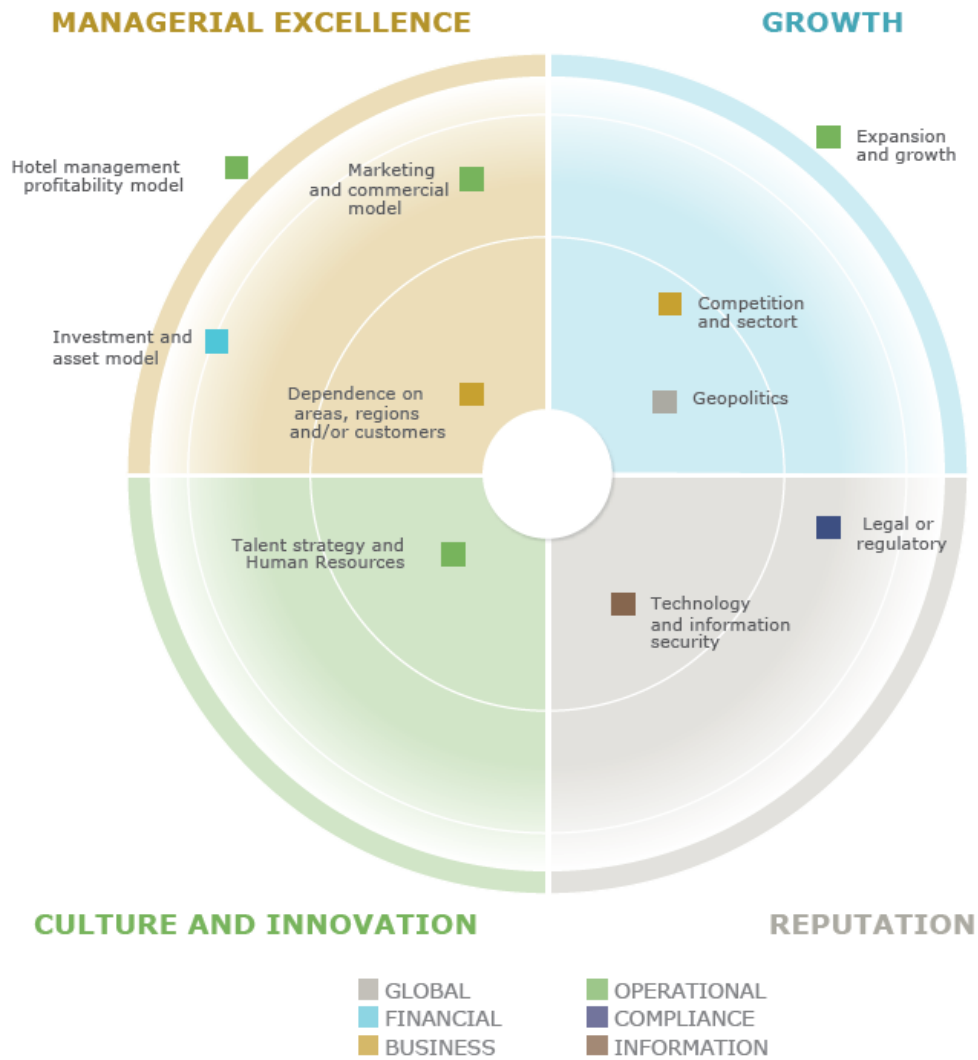 MANAGERIAL EXCELLENCE
GROWTH
Hotel management
profitability model
Marketing
and commercial
model
Expansion
and growth
Investment and
asset model
Dependence on
areas, regions
and/or customers
Competition
and sectort
Geopolitics
Talent strategy and
Human Resources
Legal or
regulatory
Technology
and information
security
CULTURE AND INNOVATION
REPUTATION
GLOBAL
FINANCIAL
BUSINESS
OPERATIONAL
COMPLIANCE
INFORMATION